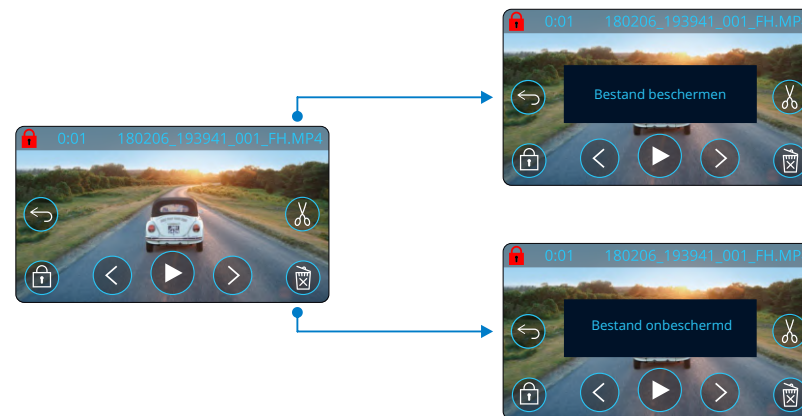 0:01 180206_193941_001_FH.MP
Bestand beschermen
0:01 180206_193941_001_FH.MP4
0:01 180206_193941_001_FH.MP
Bestand onbeschermd